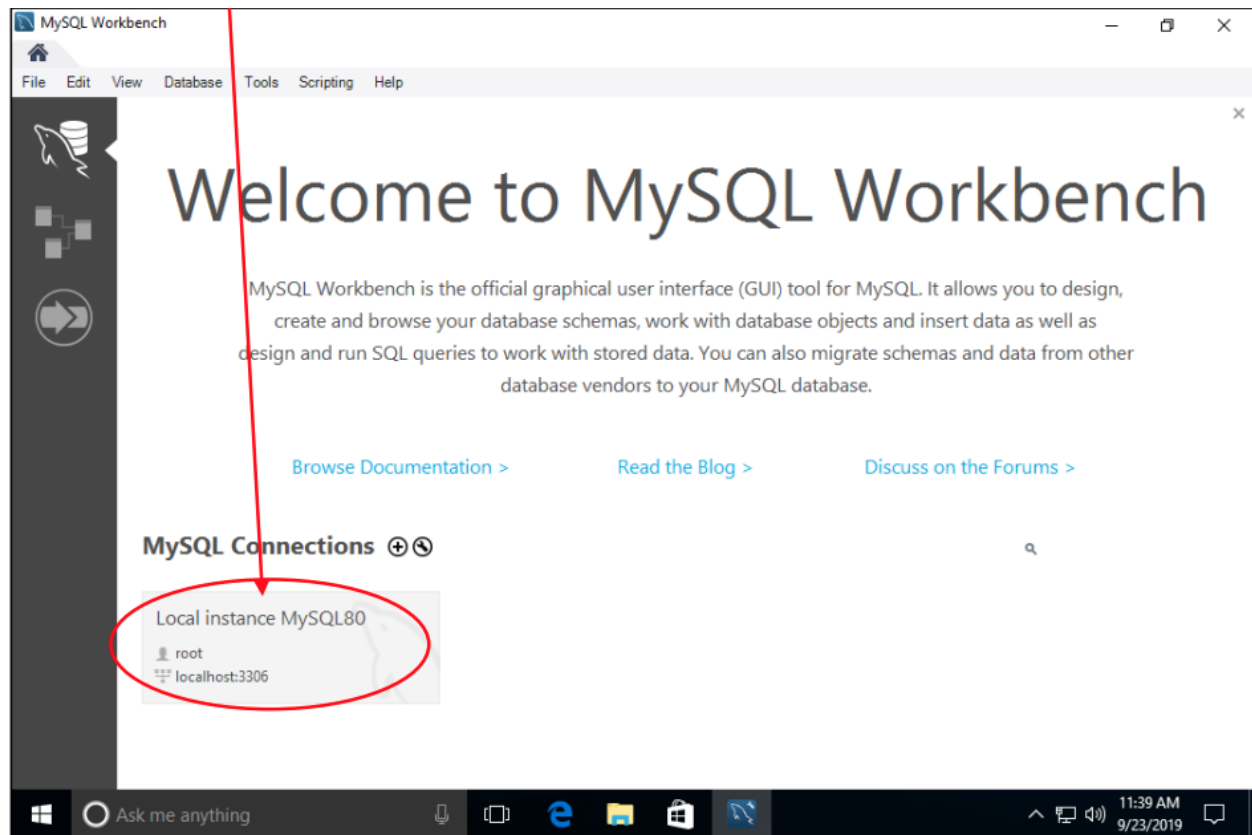 MySQL Workbench
File Edit View Database Tools Scripting Help
Welcome to MySQL Workbench
MySQL Workbench is the official graphical user interface (GUI) tool for MySQL. It allows you to design,
create and browse your database schemas, work with database objects and insert data as well as
design and run SQL queries to work with stored data. You can also migrate schemas and data from other
database vendors to your MySQL database.
Browse Documentation > Read the Blog > Discuss on the Forums >
MySQL Connections
Local instance MySQL80
root
localhost:3306
Ask me anything
11:39 AM
9/23/2019